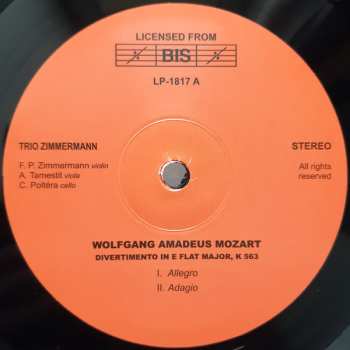 LICENSED FROM
BIS
LP-1817 A
TRIO ZIMMERMANN
STEREO
F. P. Zimmermann violin
A. Tamestit viola
C. Poltéra cello
All rights
reserved
WOLFGANG AMADEUS MOZART
DIVERTIMENTO IN E FLAT MAJOR, K 563
I. Allegro
II. Adagio